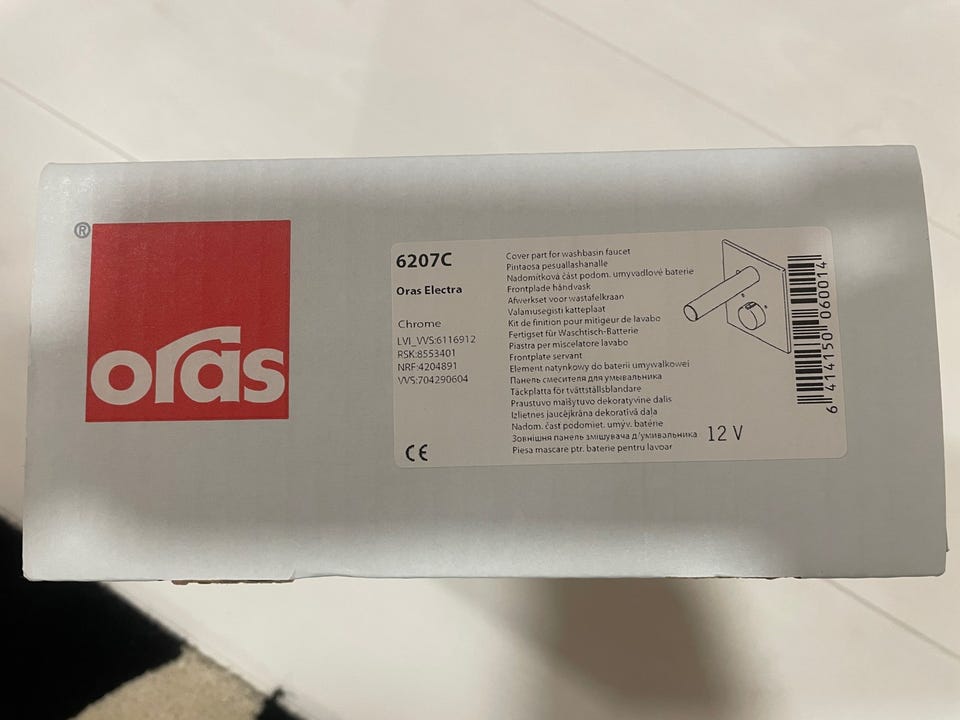 ®
oras
6207C
Oras Electra
Chrome
LVI_VVS:6116912
RSK:8553401
NRF:4204891
VVS:704290604
CE
Cover part for washbasin faucet
Pintaosa pesuallashanalle
Nadomítková část podom. umyvadlové baterie
Frontplade håndvask
Afwerkset voor wastafelkraan
Valamusegisti katteplaat
Kit de finition pour mitigeur de lavabo
Fertigset für Waschtisch-Batterie
Piastra per miscelatore lavabo
Frontplate servant
Element natynkowy do baterii umywalkowei
Панель смесителя для умывальника
Täckplatta för tvättställsblandare
Praustuvo maišytuvo dekoratyvine dalis
Izlietnes jaucējkrāna dekoratīvā daļa
Nadom. časť podomiet. umýv. batérie
Зовнішня панель змішувача д/умивальника
Piesa mascare ptr. baterie pentru lavoar
12 V
6 414150 060014